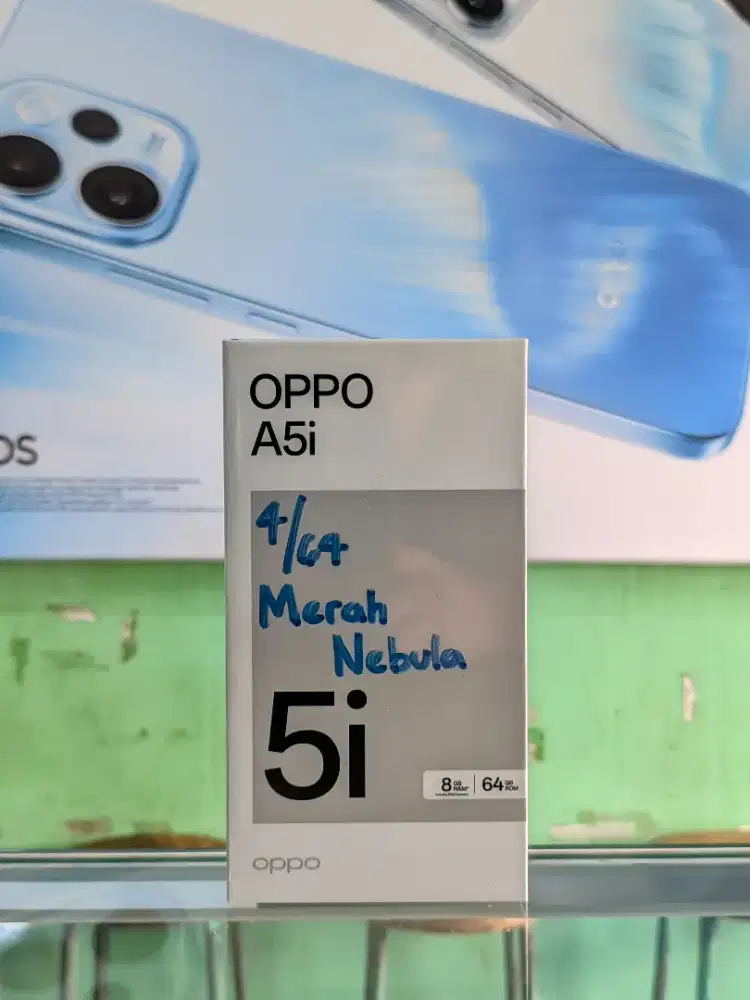 OS
OPPO
A5i
4/64
Merah
Nebula
5i
8 GB RAM* | 64 GB ROM
oppo